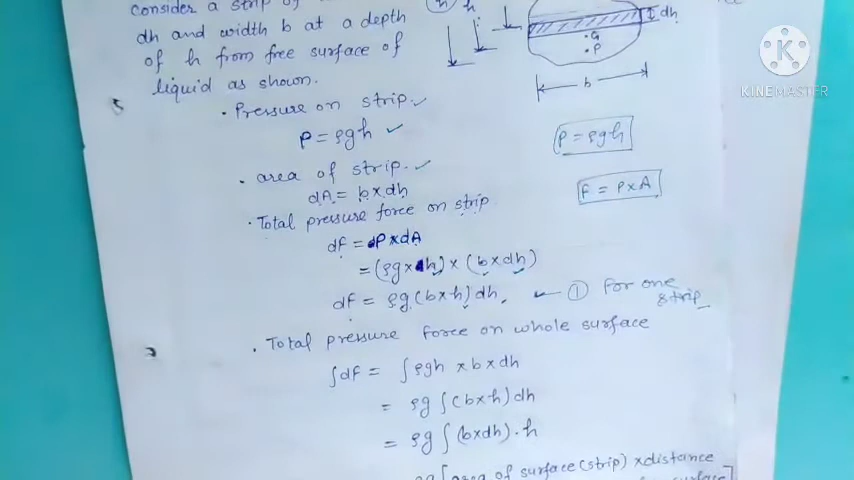 consider a strip of
dh and width b at a depth
of h from free surface of
liquid as shown.
h
h
dh
G
P
b
K
KINEMASTER
• Pressure on strip.
P = ρgh
P = ρgh
• area of strip.
dA = b x dh
F = P x A
• Total pressure force on strip
dF = P x dA
= (ρg x h) x (b x dh)
dF = ρg (b x h) dh. ← ① for one
strip
• Total pressure force on whole surface
∫dF = ∫ρgh x b x dh
= ρg ∫(b x h) dh
= ρg ∫(b x dh) . h
area of surface (strip) x distance
surface]